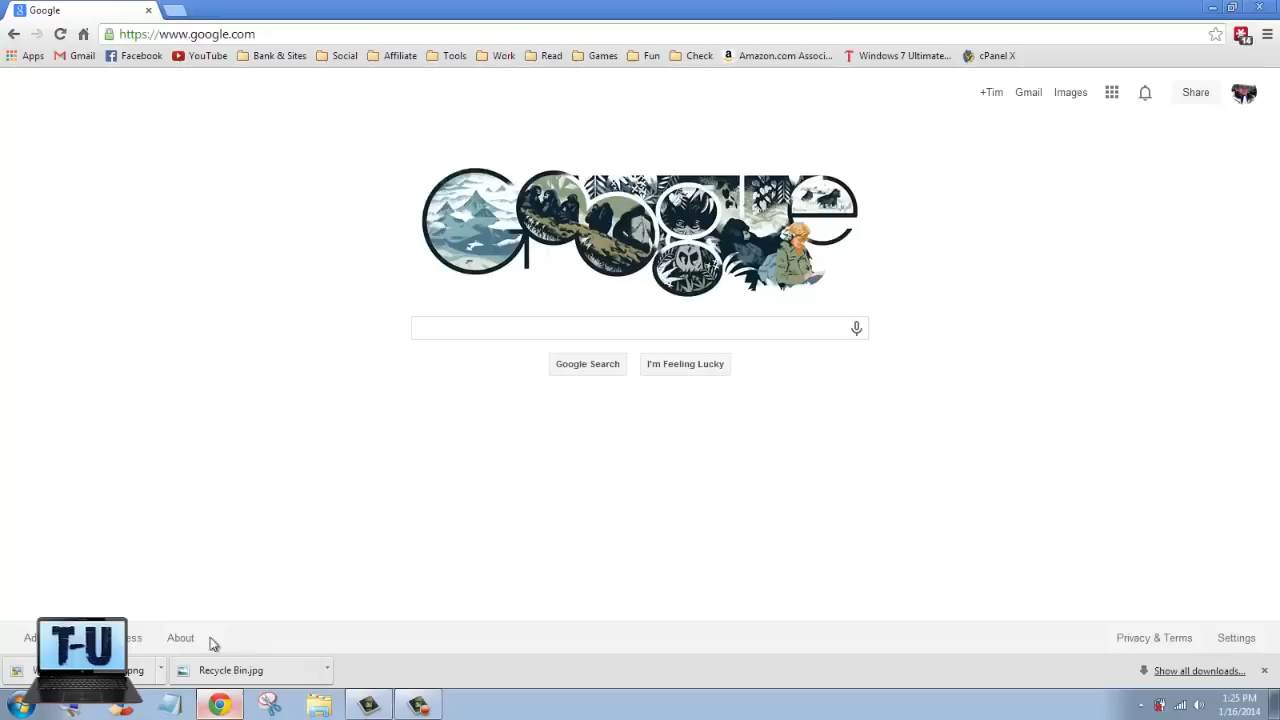 Google
https://www.google.com
Apps Gmail Facebook YouTube Bank & Sites Social Affiliate Tools Work Read Games Fun Check Amazon.com Associ... Windows 7 Ultimate... cPanel X
14
+Tim Gmail Images Share
Google
Google Search I'm Feeling Lucky
About Privacy & Terms Settings
T-U
Recycle Bin.jpg Show all downloads...
1:25 PM
1/16/2014